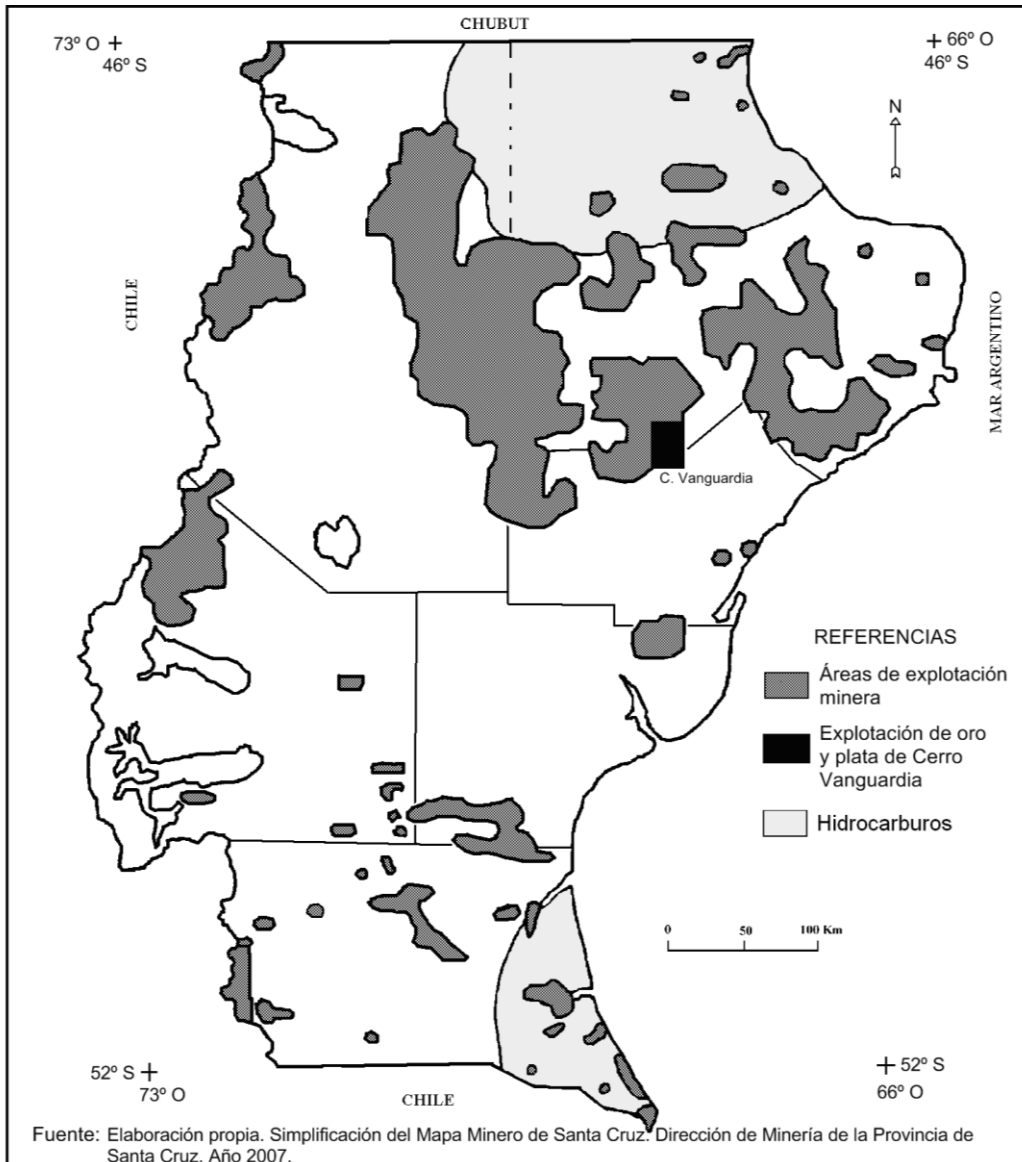 CHUBUT
73º O
46º S
66º O
46º S
N
CHILE
MAR ARGENTINO
C. Vanguardia
REFERENCIAS
Áreas de explotación
minera
Explotación de oro
y plata de Cerro
Vanguardia
Hidrocarburos
0 50 100 Km
52º S
73º O
52º S
66º O
CHILE
Fuente: Elaboración propia. Simplificación del Mapa Minero de Santa Cruz. Dirección de Minería de la Provincia de
Santa Cruz. Año 2007.